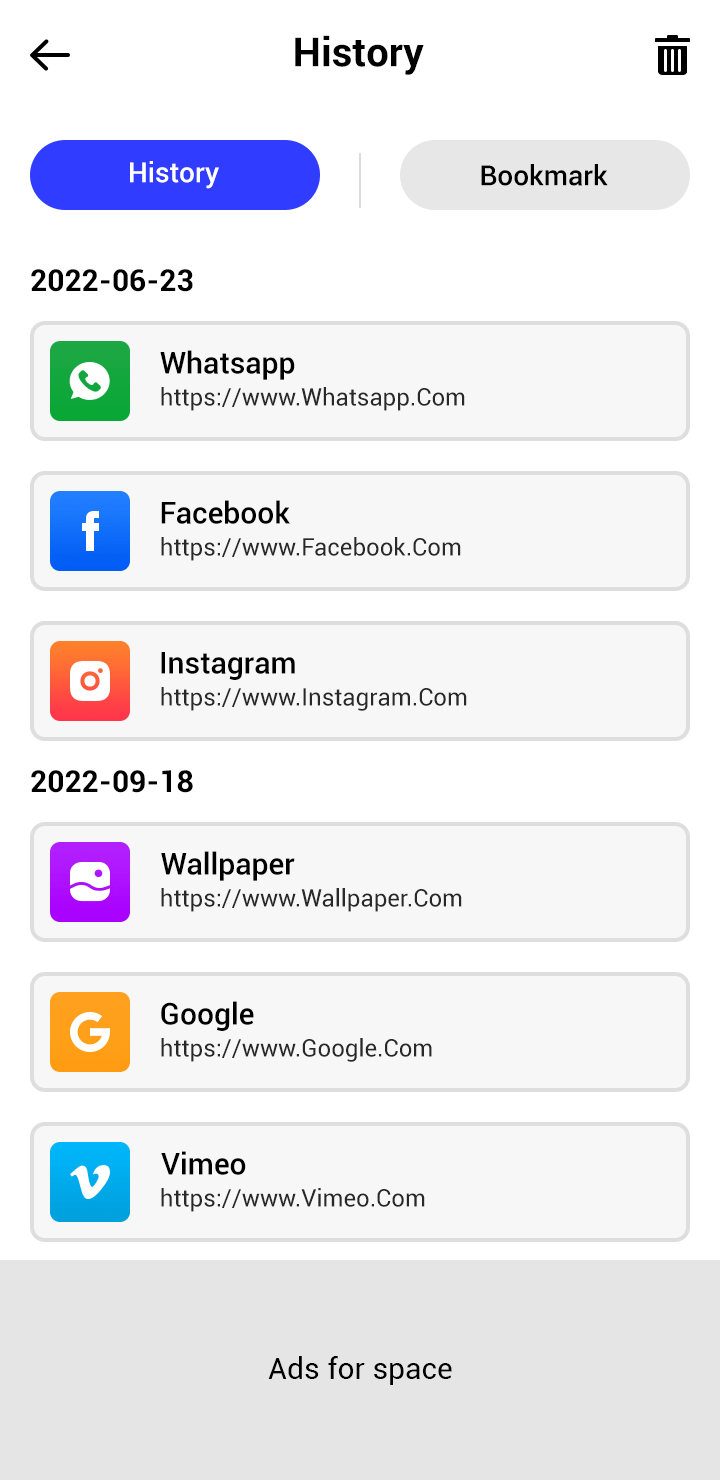 History
History
Bookmark
2022-06-23
Whatsapp
https://www.Whatsapp.Com
Facebook
https://www.Facebook.Com
Instagram
https://www.Instagram.Com
2022-09-18
Wallpaper
https://www.Wallpaper.Com
Google
https://www.Google.Com
Vimeo
https://www.Vimeo.Com
Ads for space